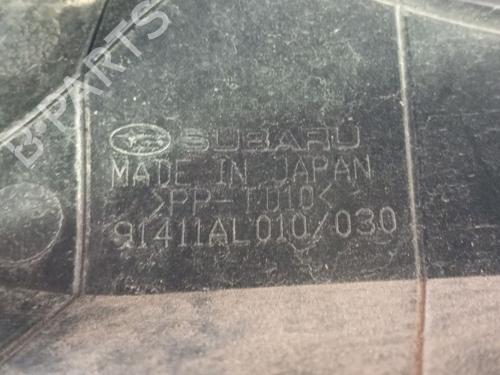 B-PARTS
SUBARU
MADE IN JAPAN
>PP-TD10<
91411AL010/030